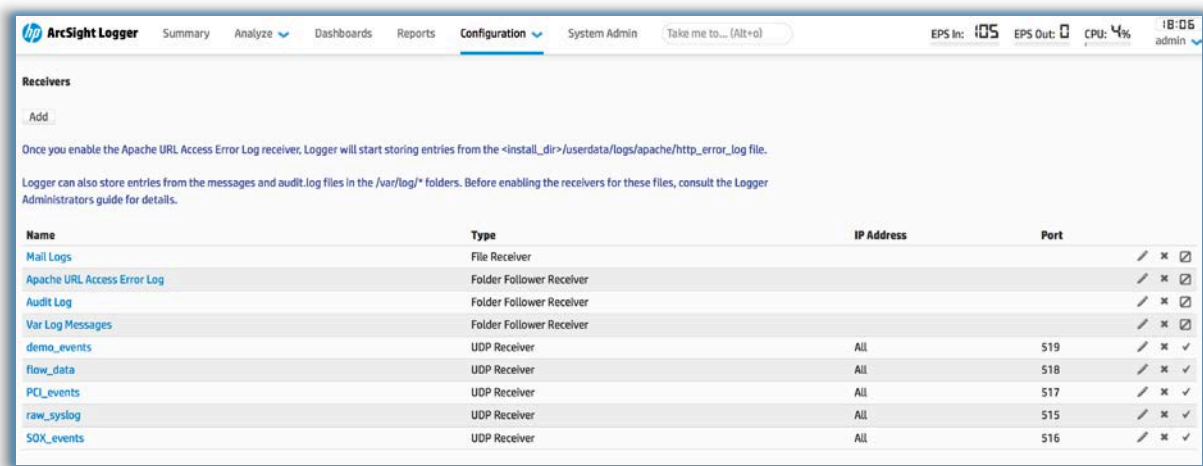 hp ArcSight Logger Summary Analyze Dashboards Reports Configuration System Admin Take me to... (Alt+o) EPS In: 105 EPS Out: 0 CPU: 4% 18:06
admin
Receivers
Add
Once you enable the Apache URL Access Error Log receiver, Logger will start storing entries from the <install_dir>/userdata/logs/apache/http_error_log file.
Logger can also store entries from the messages and audit.log files in the /var/log/* folders. Before enabling the receivers for these files, consult the Logger
Administrators guide for details.
Name Type IP Address Port
Mail Logs File Receiver
Apache URL Access Error Log Folder Follower Receiver
Audit Log Folder Follower Receiver
Var Log Messages Folder Follower Receiver
demo_events UDP Receiver All 519
flow_data UDP Receiver All 518
PCI_events UDP Receiver All 517
raw_syslog UDP Receiver All 515
SOX_events UDP Receiver All 516